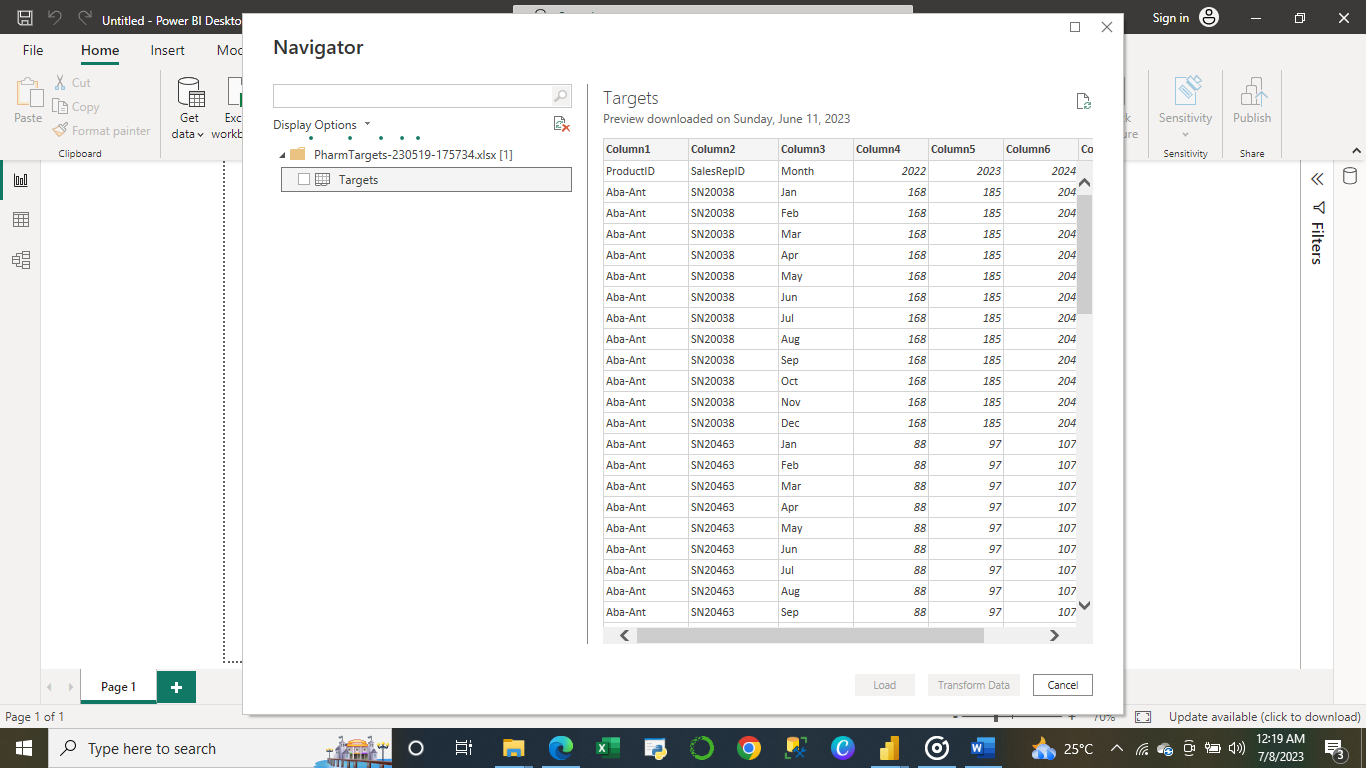 Untitled - Power BI Deskto
Sign in
File
Home
Insert
Mod
Paste
Cut
Copy
Format painter
Clipboard
Get
data
Exc
workb
Sensitivity
Sensitivity
Publish
Share
Navigator
Display Options
PharmTargets-230519-175734.xlsx [1]
Targets
Targets
Preview downloaded on Sunday, June 11, 2023
Column1 Column2 Column3 Column4 Column5 Column6 Co
ProductID SalesRepID Month 2022 2023 2024
Aba-Ant SN20038 Jan 168 185 204
Aba-Ant SN20038 Feb 168 185 204
Aba-Ant SN20038 Mar 168 185 204
Aba-Ant SN20038 Apr 168 185 204
Aba-Ant SN20038 May 168 185 204
Aba-Ant SN20038 Jun 168 185 204
Aba-Ant SN20038 Jul 168 185 204
Aba-Ant SN20038 Aug 168 185 204
Aba-Ant SN20038 Sep 168 185 204
Aba-Ant SN20038 Oct 168 185 204
Aba-Ant SN20038 Nov 168 185 204
Aba-Ant SN20038 Dec 168 185 204
Aba-Ant SN20463 Jan 88 97 107
Aba-Ant SN20463 Feb 88 97 107
Aba-Ant SN20463 Mar 88 97 107
Aba-Ant SN20463 Apr 88 97 107
Aba-Ant SN20463 May 88 97 107
Aba-Ant SN20463 Jun 88 97 107
Aba-Ant SN20463 Jul 88 97 107
Aba-Ant SN20463 Aug 88 97 107
Aba-Ant SN20463 Sep 88 97 107
Load
Transform Data
Cancel
Filters
Page 1
Page 1 of 1
70%
Update available (click to download)
Type here to search
25°C
12:19 AM
7/8/2023
3